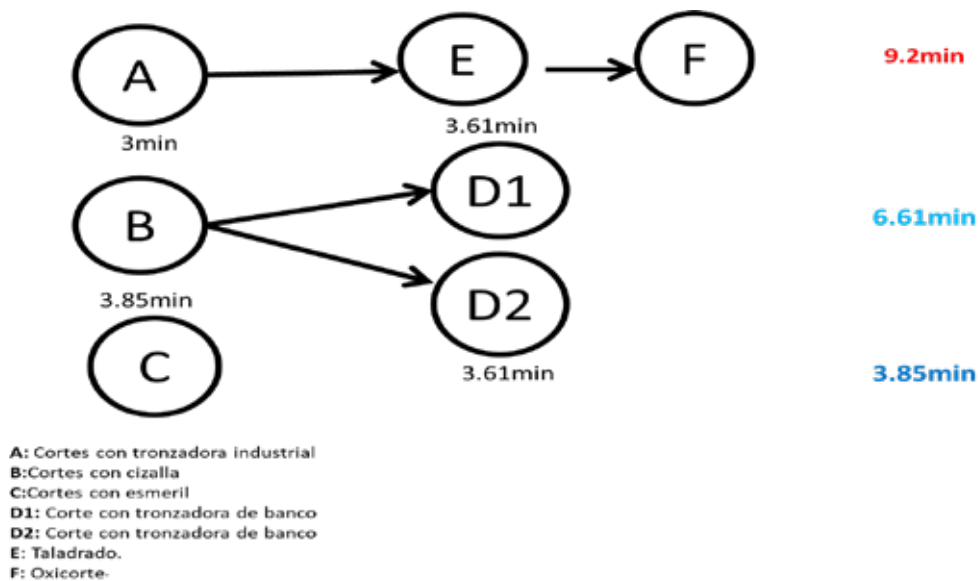 A
E
F
9.2min
3min
3.61min
B
D1
6.61min
3.85min
D2
C
3.61min
3.85min
A: Cortes con tronzadora industrial
B:Cortes con cizalla
C:Cortes con esmeril
D1: Corte con tronzadora de banco
D2: Corte con tronzadora de banco
E: Taladrado.
F: Oxicorte-